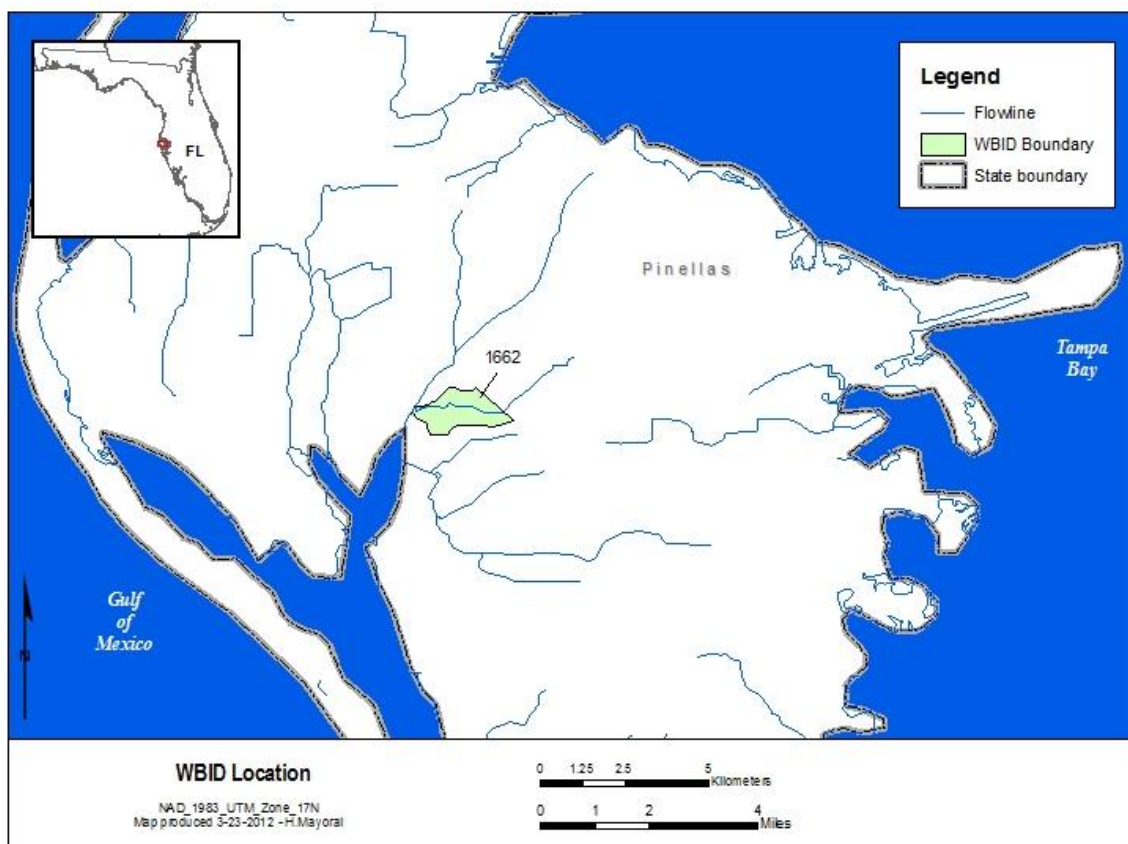 FL
Legend
Flowline
WBID Boundary
State boundary
Pinellas
Tampa
Bay
1662
Gulf
of
Mexico
N
WBID Location
NAD_1983_UTM_Zone_17N
Map produced 3-23-2012 - H.Mayoral
0 1.25 2.5 5
Kilometers
0 1 2 4
Miles